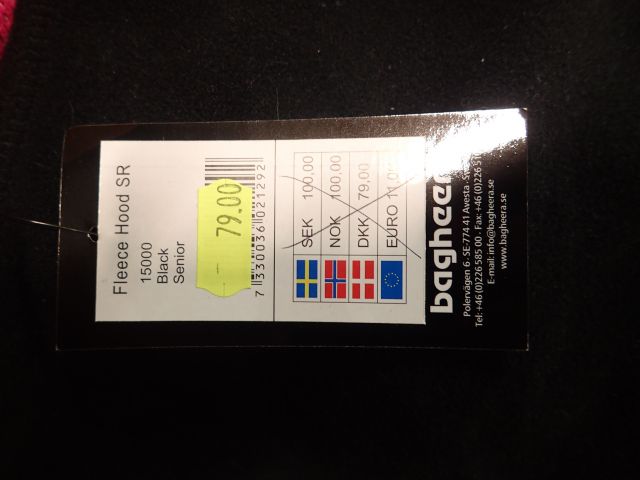 Fleece Hood SR
15000
Black
Senior
79.00
7 330036 021292
SEK 100,00
NOK 100,00
DKK 79,00
EURO
bagheera
Polervägen 6. SE-774 41 Avesta
Tel: +46 (0)226 585 00 . Fax: +46 (0)226
E-mail: info@bagheera.se
www.bagheera.se